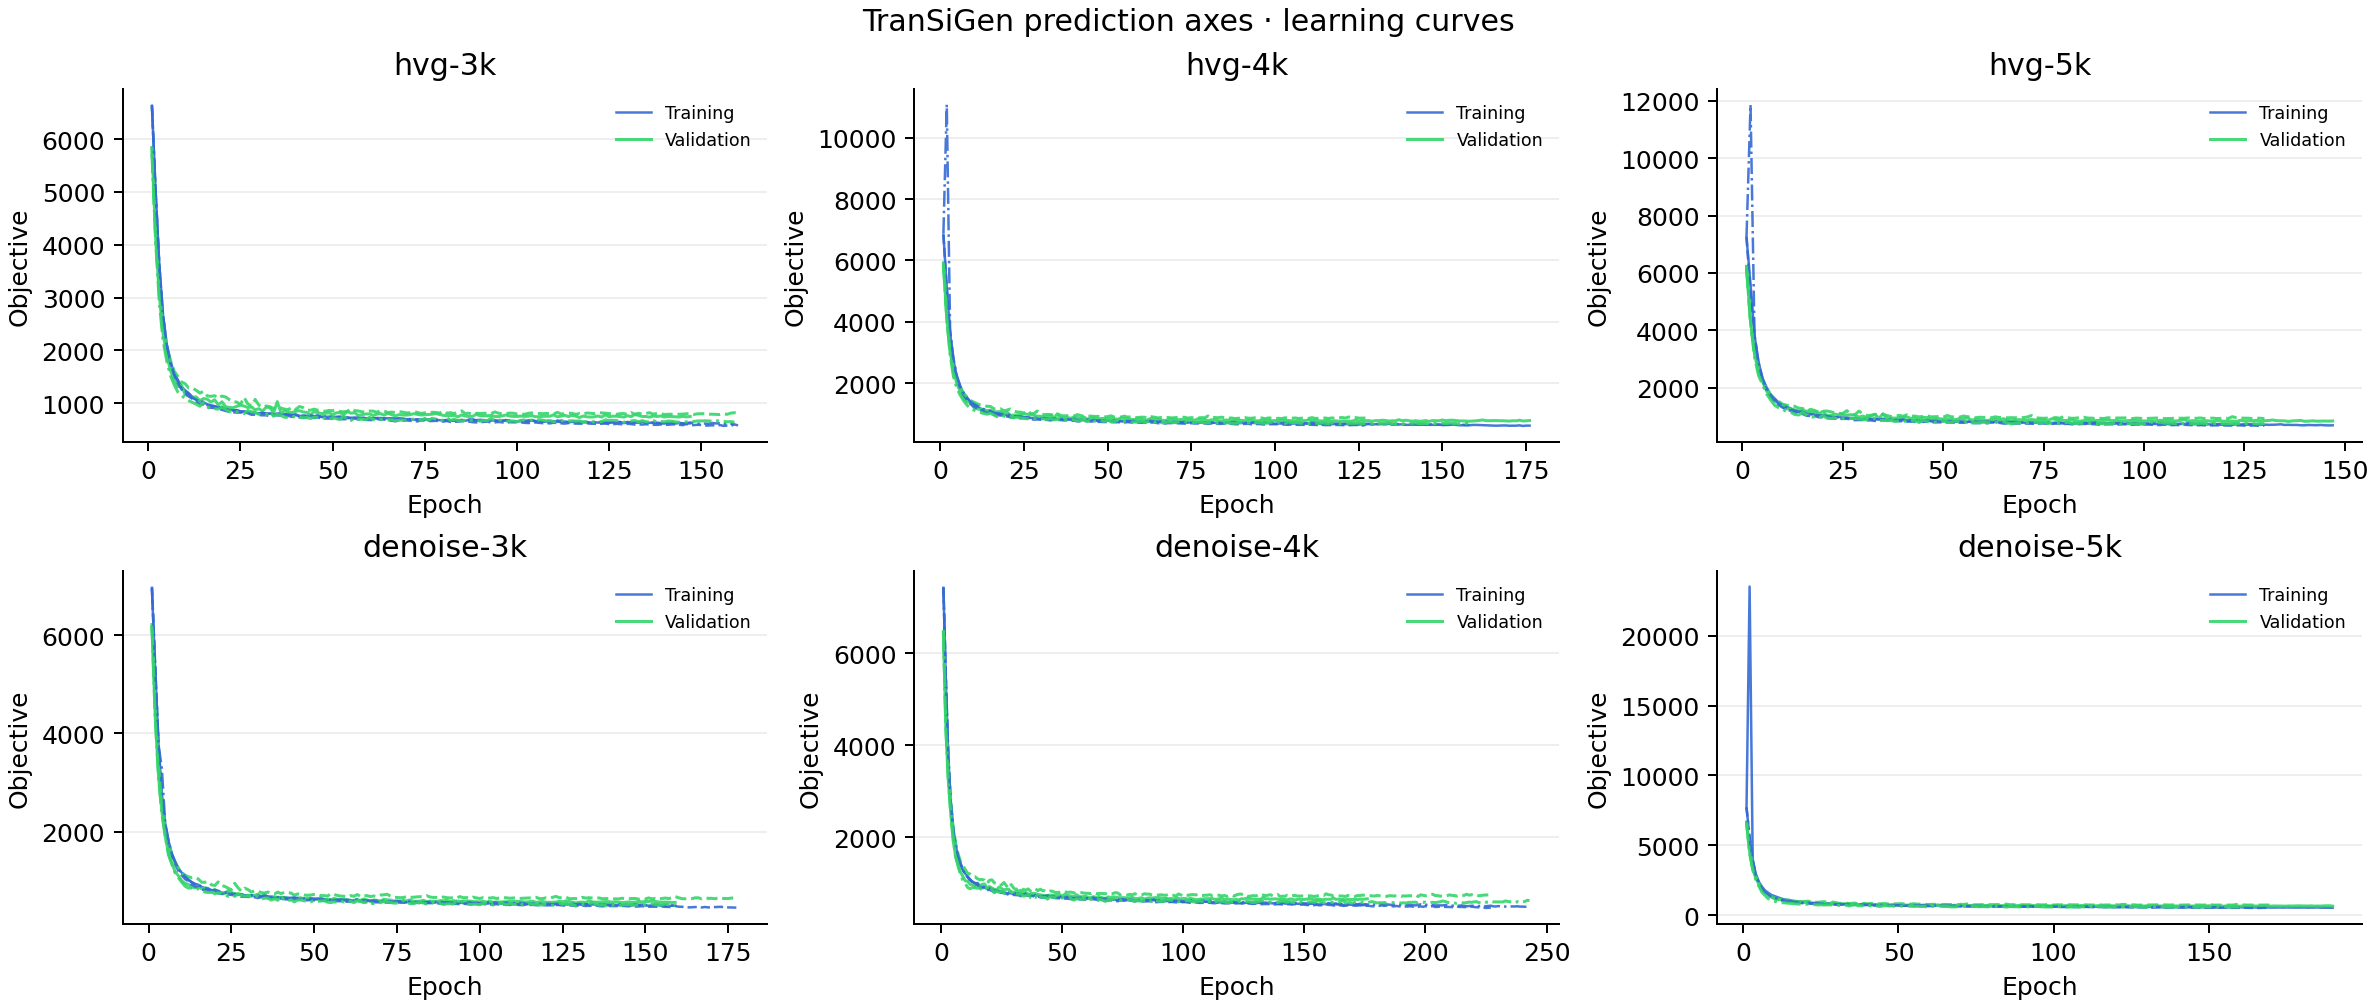 TranSiGen prediction axes · learning curves
hvg-3k
Training
Validation
6000
5000
4000
3000
2000
1000
Objective
0 25 50 75 100 125 150
Epoch
hvg-4k
Training
Validation
10000
8000
6000
4000
2000
Objective
0 25 50 75 100 125 150 175
Epoch
hvg-5k
Training
Validation
12000
10000
8000
6000
4000
2000
Objective
0 25 50 75 100 125 150
Epoch
denoise-3k
Training
Validation
6000
4000
2000
Objective
0 25 50 75 100 125 150 175
Epoch
denoise-4k
Training
Validation
6000
4000
2000
Objective
0 50 100 150 200 250
Epoch
denoise-5k
Training
Validation
20000
15000
10000
5000
0
Objective
0 50 100 150
Epoch